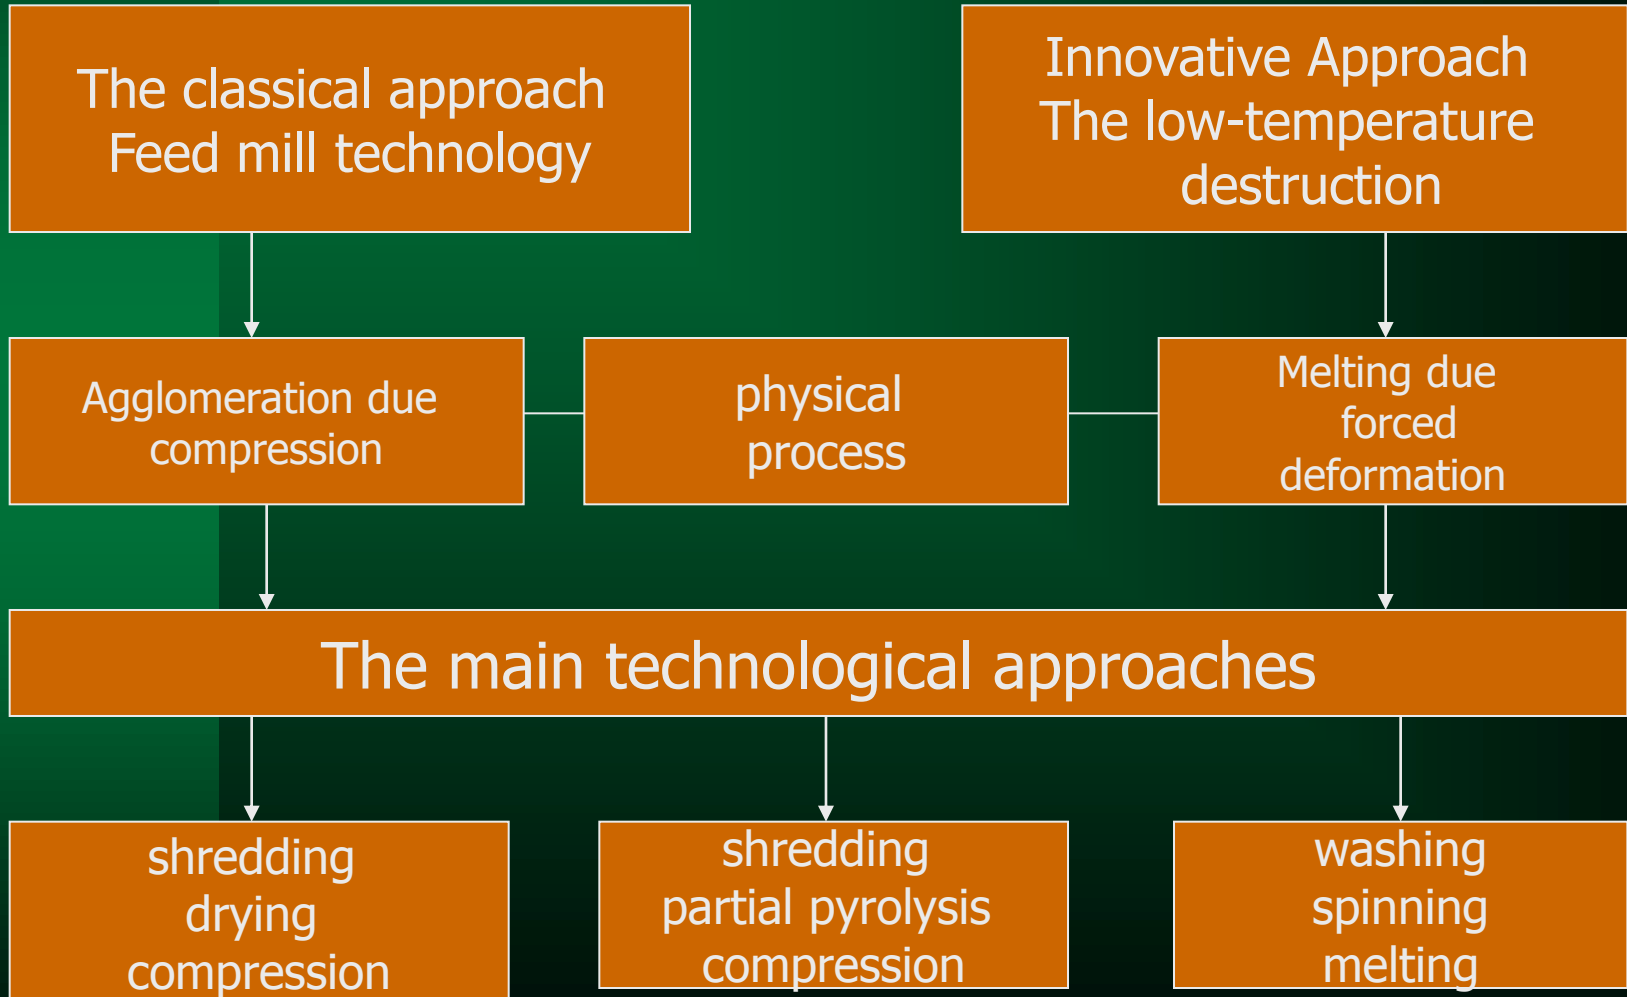 The classical approach
Feed mill technology
Innovative Approach
The low-temperature
destruction
Agglomeration due
compression
physical
process
Melting due
forced
deformation
The main technological approaches
shredding
drying
compression
shredding
partial pyrolysis
compression
washing
spinning
melting